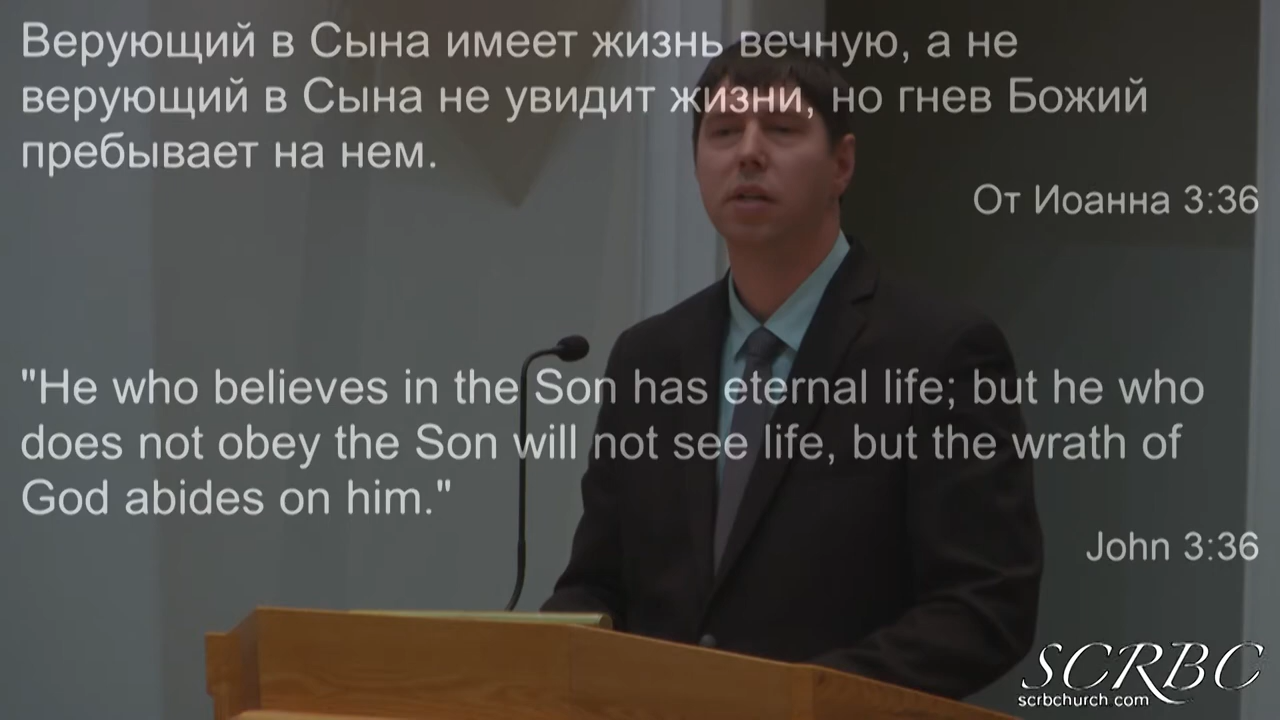 Верующий в Сына имеет жизнь вечную, а не
верующий в Сына не увидит жизни, но гнев Божий
пребывает на нем.
От Иоанна 3:36
"He who believes in the Son has eternal life; but he who
does not obey the Son will not see life, but the wrath of
God abides on him."
John 3:36
SCRBC
scrbchurch.com